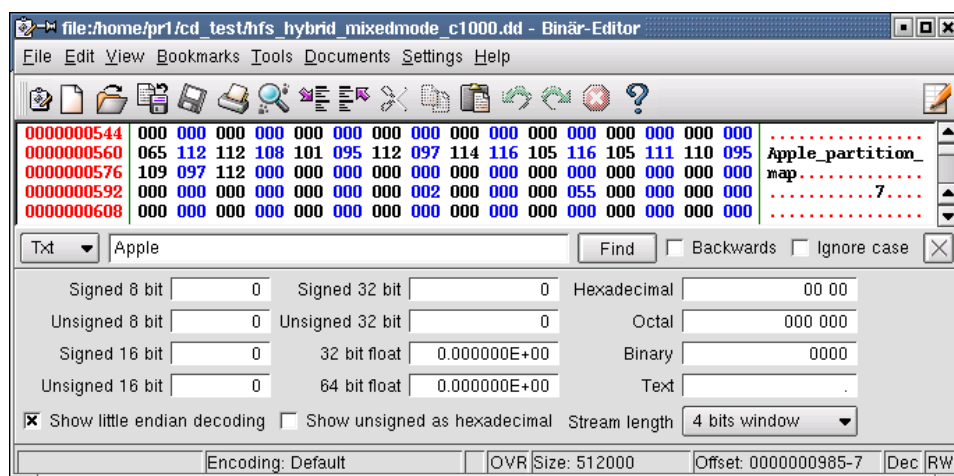 file:/home/pr1/cd_test/hfs_hybrid_mixedmode_c1000.dd - Binär-Editor
File Edit View Bookmarks Tools Documents Settings Help
0000000544 000 000 000 000 000 000 000 000 000 000 000 000 000 000 000 000 ................
0000000560 065 112 112 108 101 095 112 097 114 116 105 116 105 111 110 095 Apple_partition_
0000000576 109 097 112 000 000 000 000 000 000 000 000 000 000 000 000 000 map.............
0000000592 000 000 000 000 000 000 000 002 000 000 000 055 000 000 000 000 ...........7....
0000000608 000 000 000 000 000 000 000 000 000 000 000 000 000 000 000 000 ................
Txt Apple Find Backwards Ignore case
Signed 8 bit 0 Signed 32 bit 0 Hexadecimal 00 00
Unsigned 8 bit 0 Unsigned 32 bit 0 Octal 000 000
Signed 16 bit 0 32 bit float 0.000000E+00 Binary 0000
Unsigned 16 bit 0 64 bit float 0.000000E+00 Text .
Show little endian decoding Show unsigned as hexadecimal Stream length 4 bits window
Encoding: Default OVR Size: 512000 Offset: 0000000985-7 Dec RW